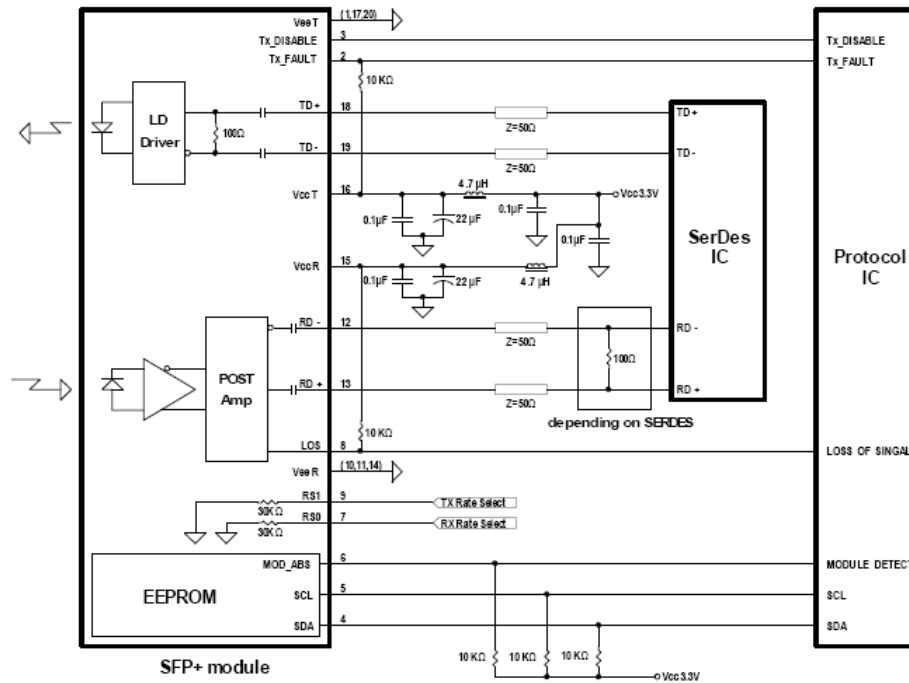 VeeT (1,17,20)
Tx_DISABLE 3 Tx_DISABLE
Tx_FAULT 2 Tx_FAULT
10 KΩ
LD
Driver
100Ω
TD+ 18 Z=50Ω TD+
TD- 19 Z=50Ω TD-
VccT 16 4.7 µH Vcc3.3V
0.1µF 22 µF 0.1µF 0.1µF
SerDes
IC
Protocol
IC
VccR 15 4.7 µH
0.1µF 22 µF
RD - 12 Z=50Ω RD -
100Ω
POST
Amp
RD + 13 Z=50Ω RD+
depending on SERDES
10 KΩ
LOS 8 LOSS OF SINGAL
VeeR (10,11,14)
RS1 9 TX Rate Select
30KΩ
RS0 7 RX Rate Select
30KΩ
MOD_ABS 6 MODULE DETECT
EEPROM
SCL 5 SCL
SDA 4 SDA
10 KΩ 10 KΩ 10 KΩ
Vcc3.3V
SFP+ module